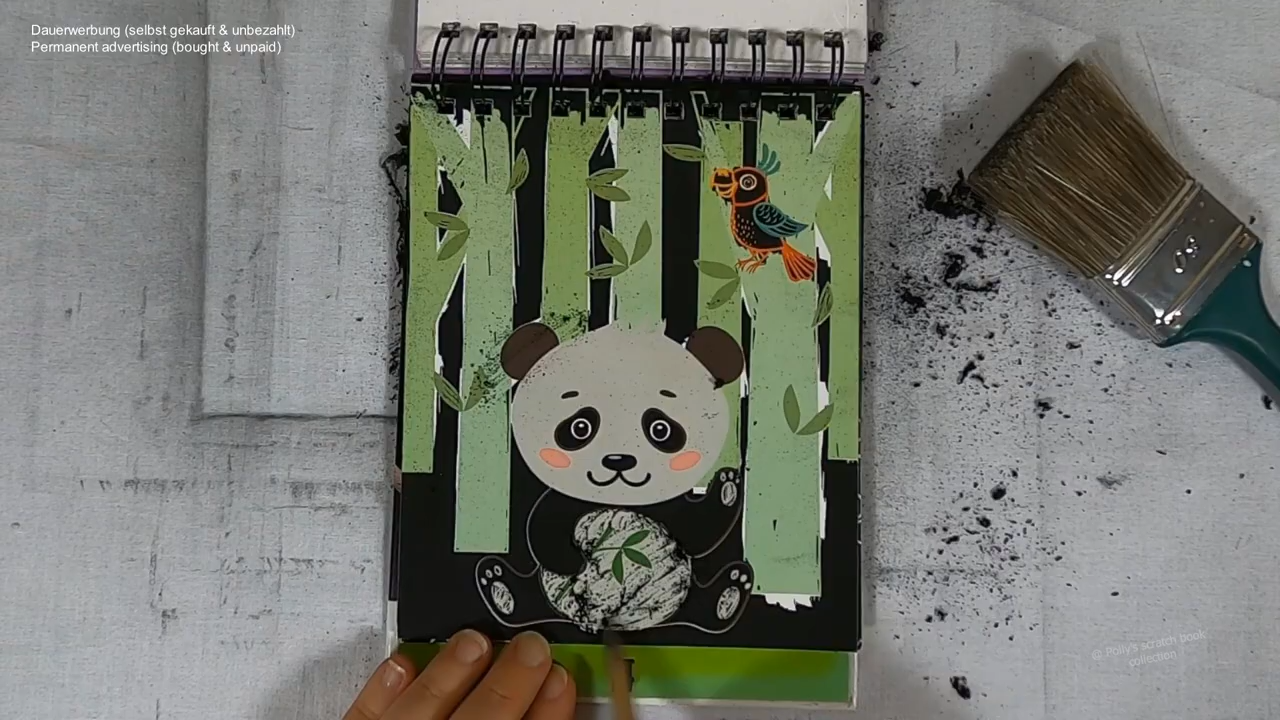 Dauerwerbung (selbst gekauft & unbezahlt)
Permanent advertising (bought & unpaid)
© Polly's scratch book
collection